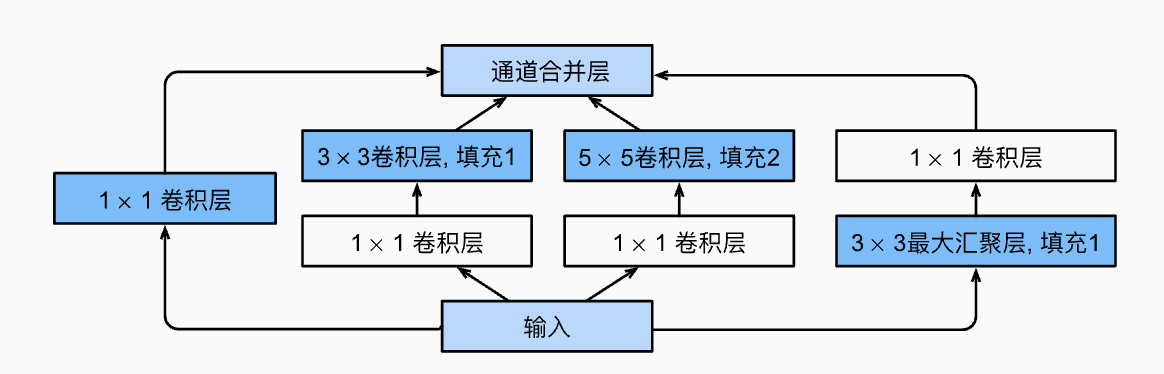 通道合并层
3 × 3卷积层, 填充1
5 × 5卷积层, 填充2
1 × 1 卷积层
1 × 1 卷积层
1 × 1 卷积层
1 × 1 卷积层
3 × 3最大汇聚层, 填充1
输入